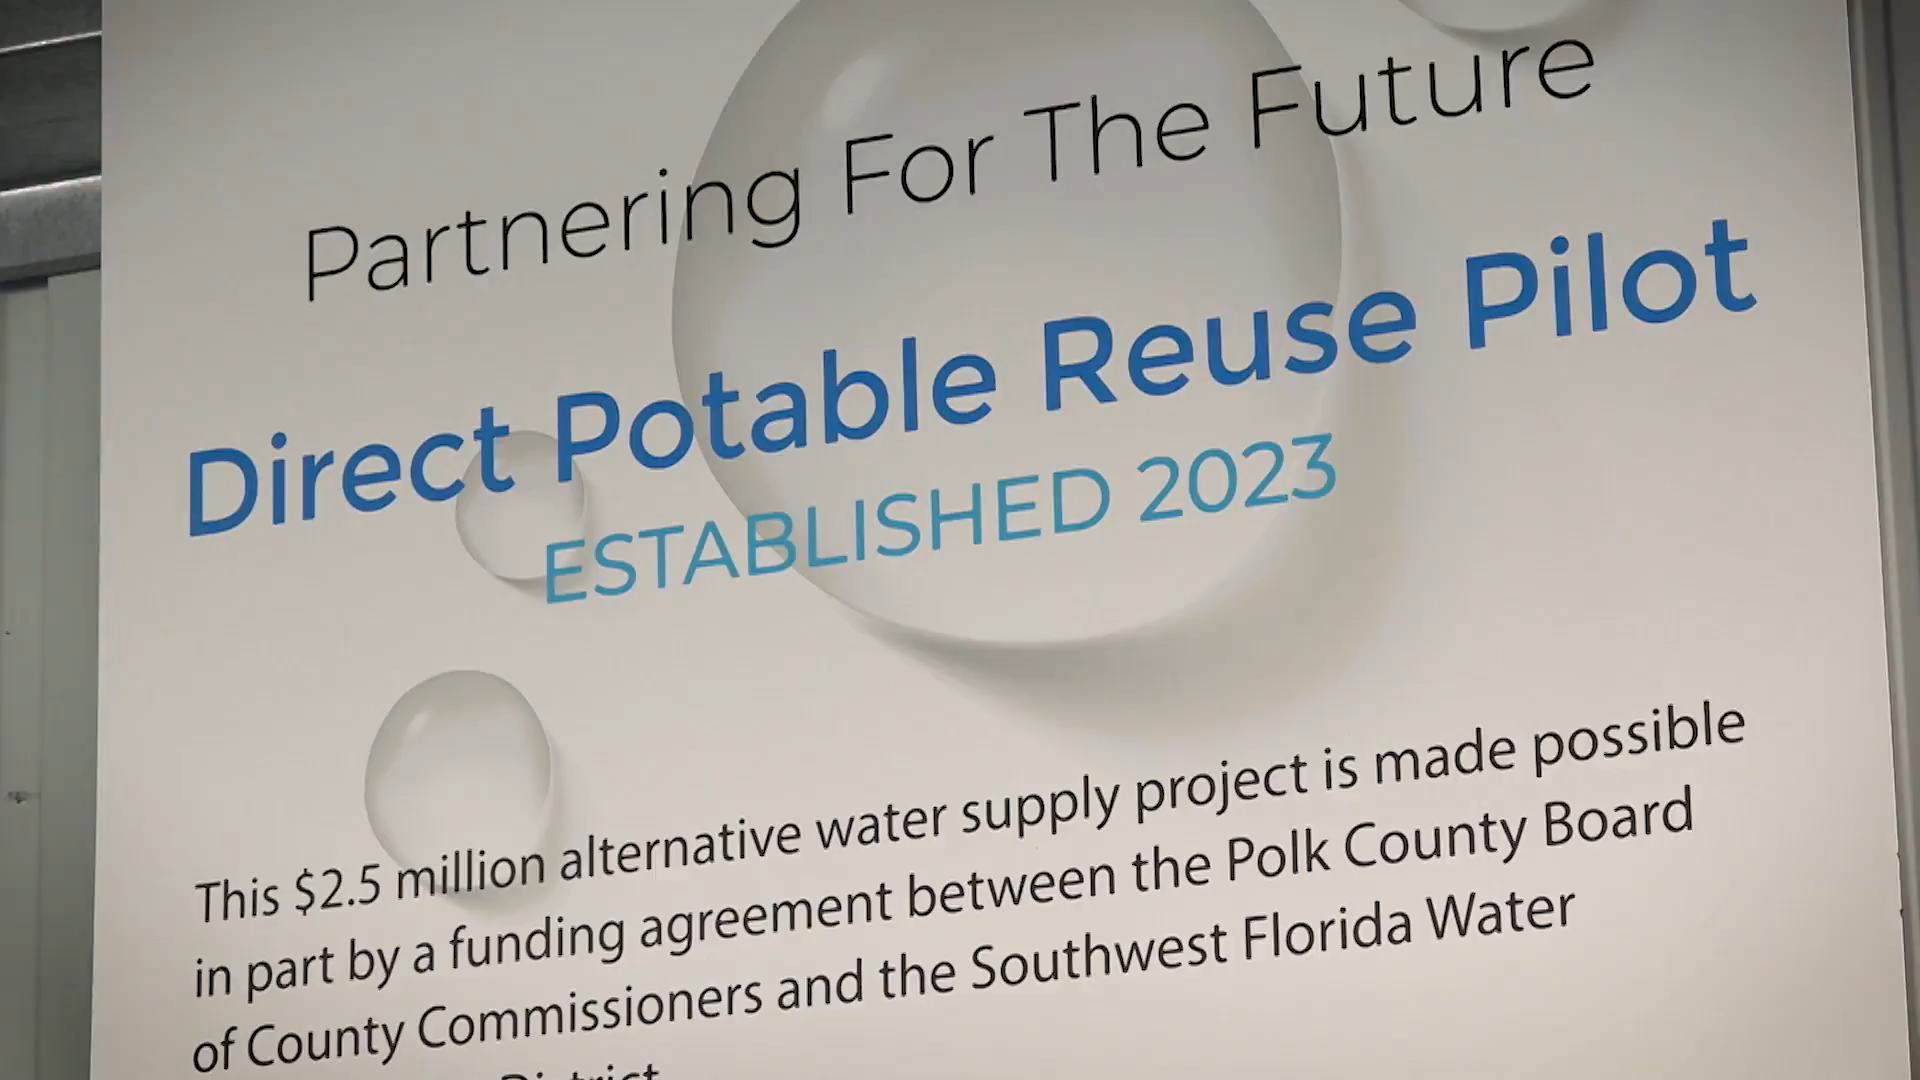 Partnering For The Future
Direct Potable Reuse Pilot
ESTABLISHED 2023
This $2.5 million alternative water supply project is made possible
in part by a funding agreement between the Polk County Board
of County Commissioners and the Southwest Florida Water
District